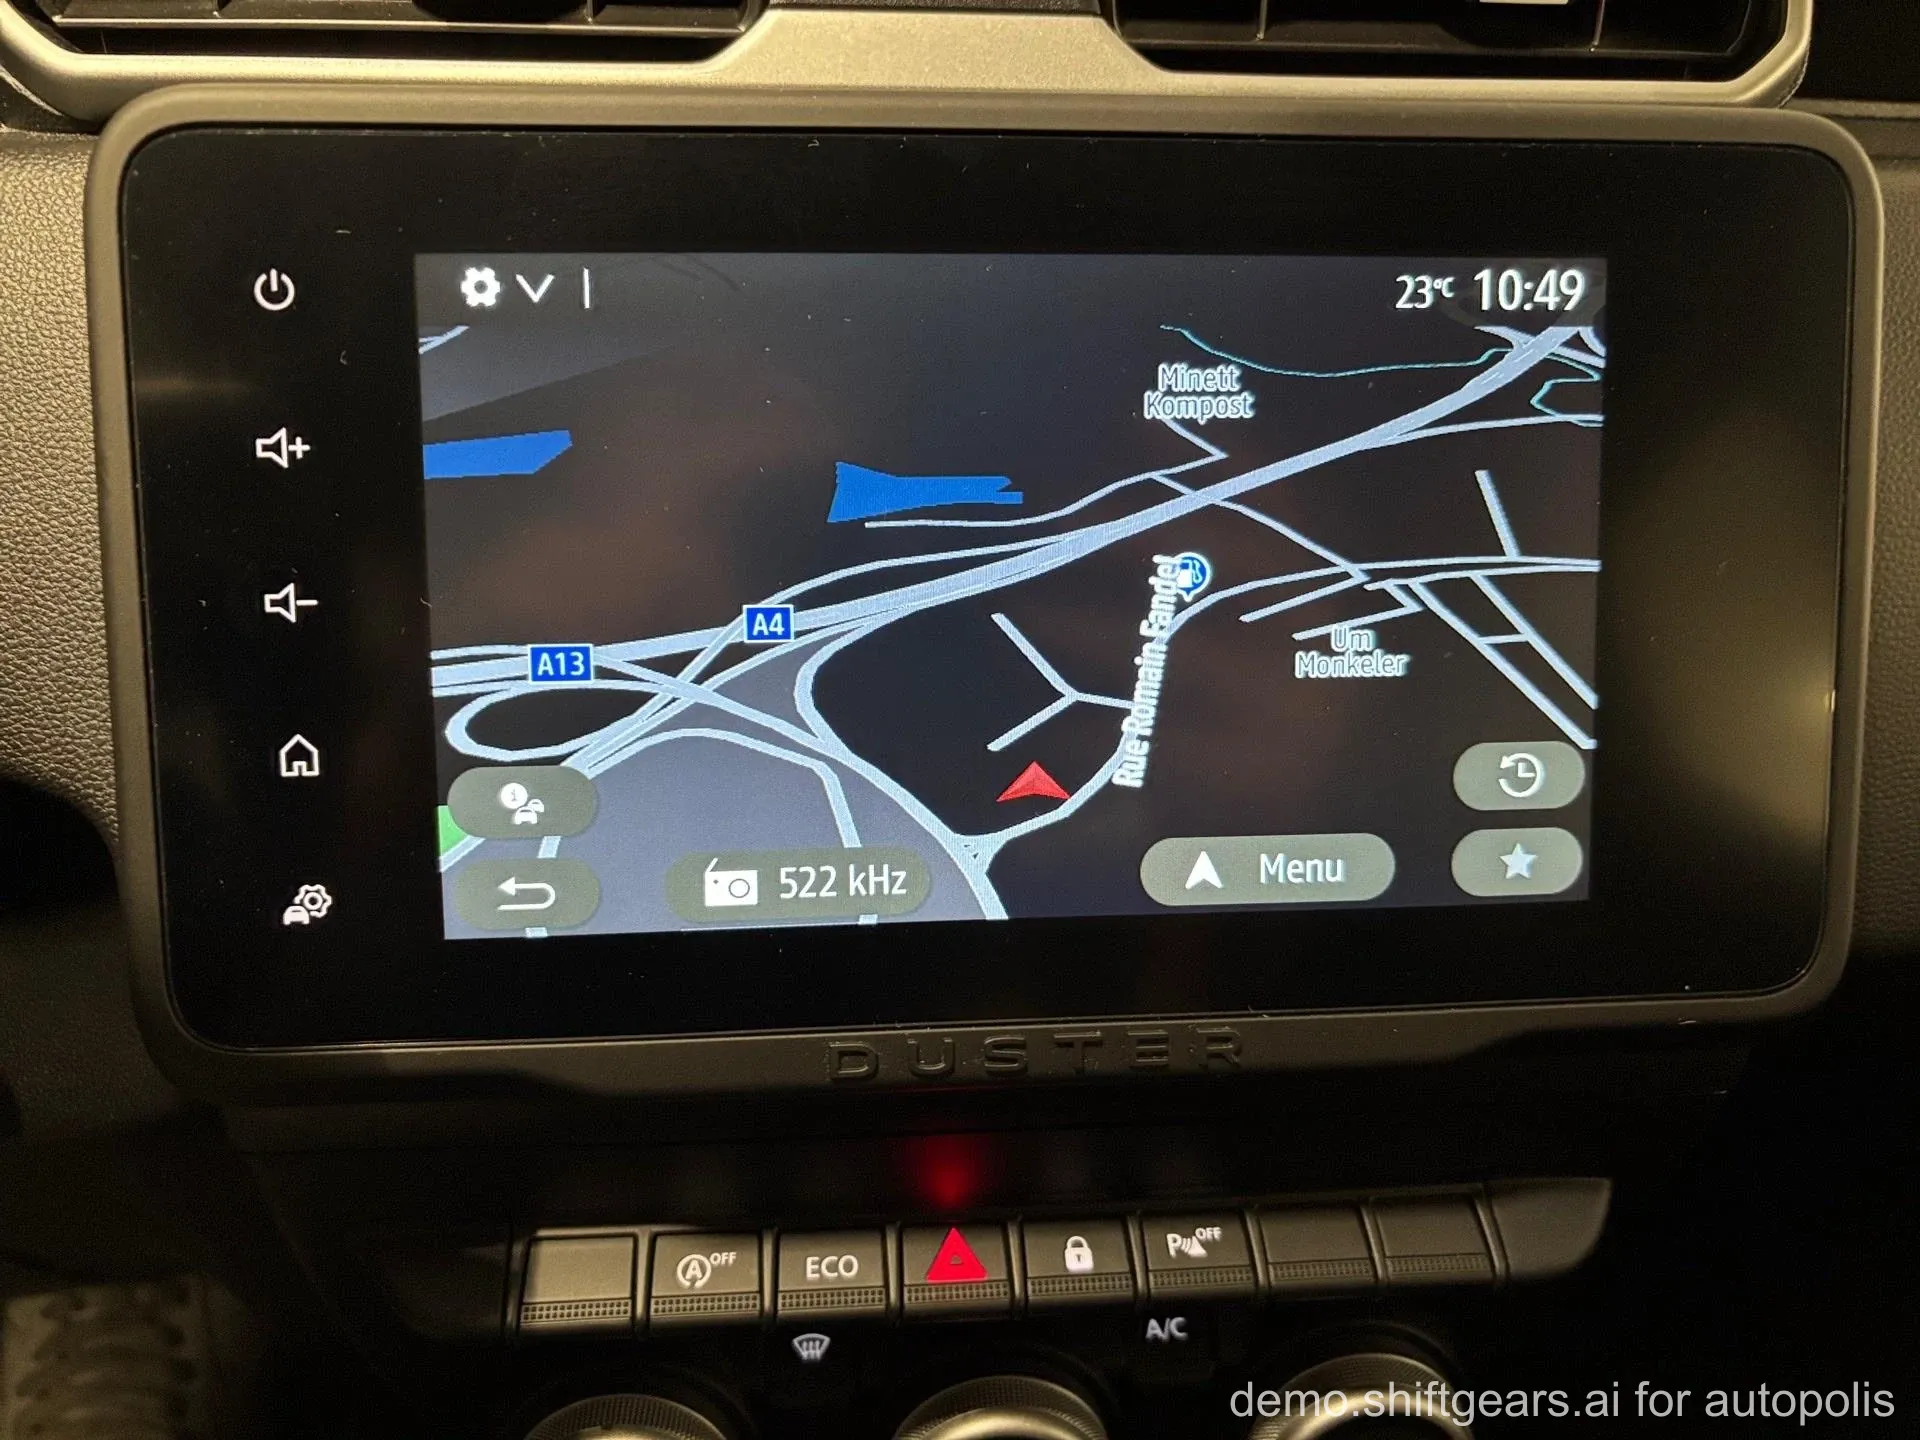 23°C 10:49
Minett
Kompost
A4
A13
Rue Romain Fandel
Um
Monkeler
522 kHz
Menu
DUSTER
A OFF
ECO
P OFF
A/C
demo.shiftgears.ai for autopolis